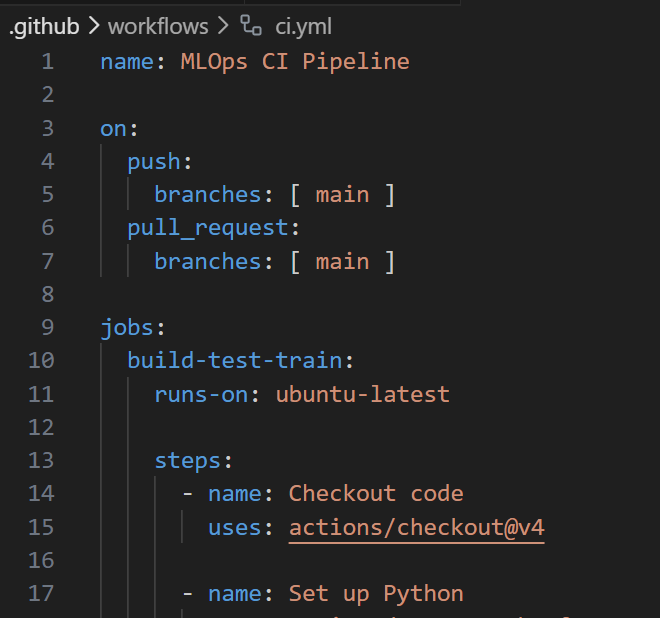 .github > workflows > ci.yml
1 name: MLOps CI Pipeline
2
3 on:
4   push:
5     branches: [ main ]
6   pull_request:
7     branches: [ main ]
8
9 jobs:
10   build-test-train:
11     runs-on: ubuntu-latest
12
13     steps:
14       - name: Checkout code
15         uses: actions/checkout@v4
16
17       - name: Set up Python